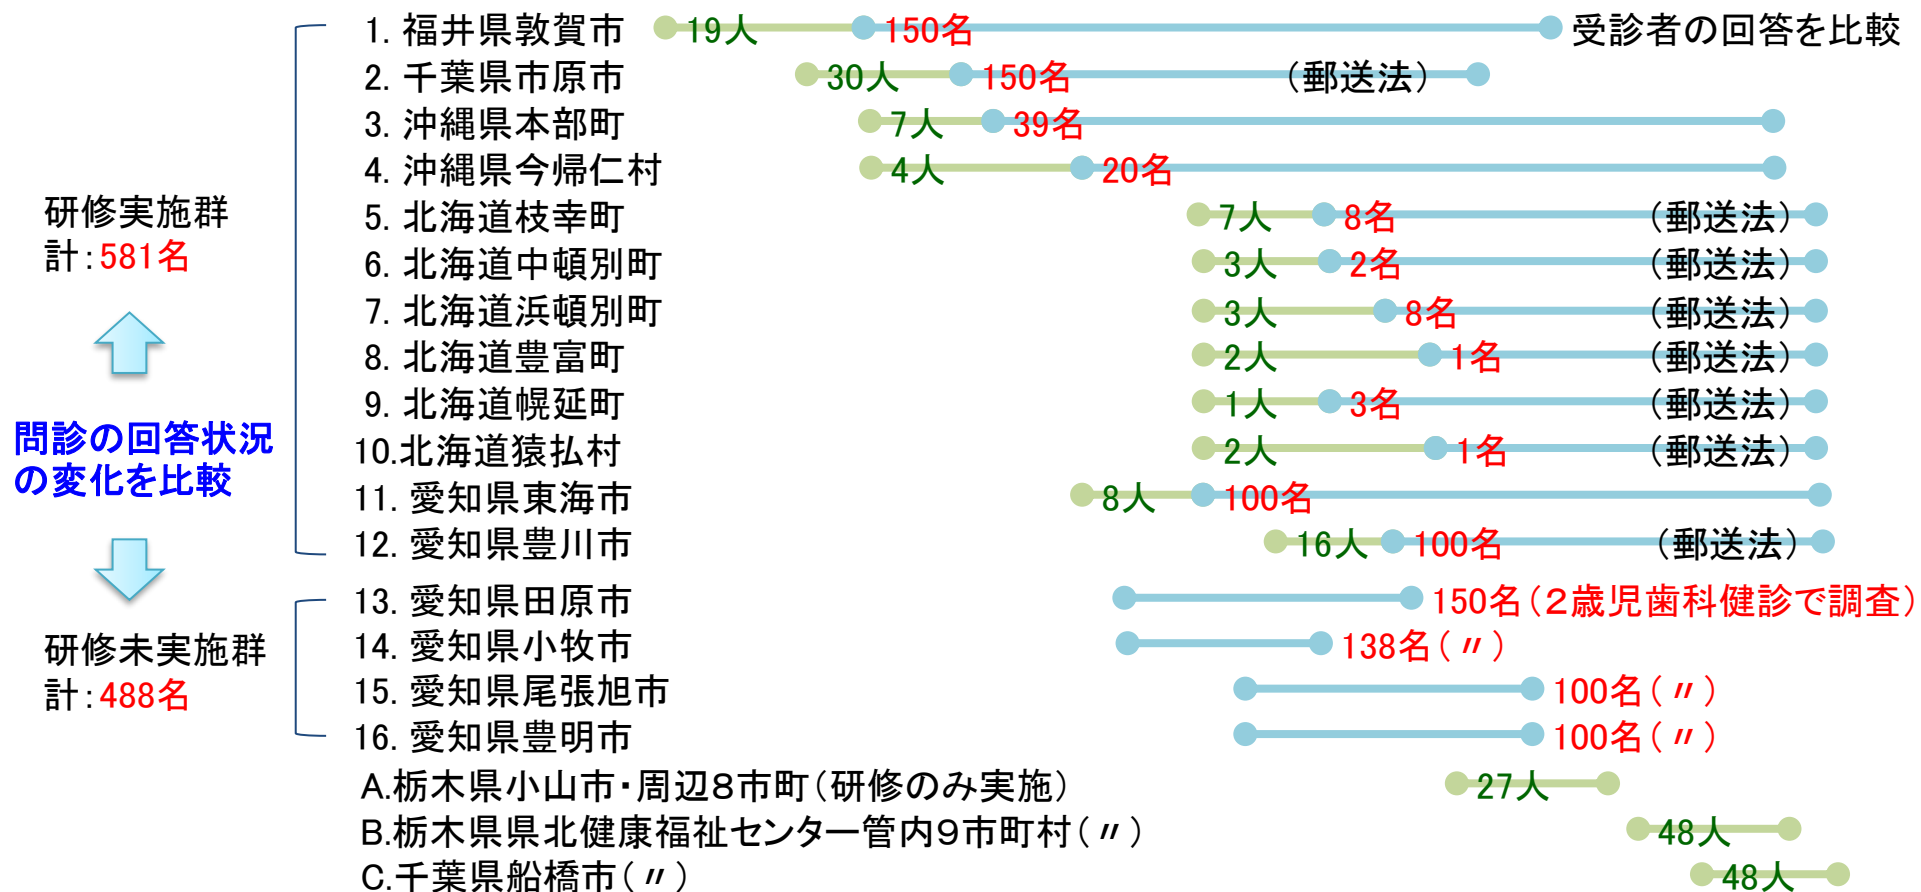 1. 福井県敦賀市 19人 150名 受診者の回答を比較
2. 千葉県市原市 30人 150名 （郵送法）
3. 沖縄県本部町 7人 39名
4. 沖縄県今帰仁村 4人 20名
5. 北海道枝幸町 7人 8名 （郵送法）
6. 北海道中頓別町 3人 2名 （郵送法）
7. 北海道浜頓別町 3人 8名 （郵送法）
8. 北海道豊富町 2人 1名 （郵送法）
9. 北海道幌延町 1人 3名 （郵送法）
10.北海道猿払村 2人 1名 （郵送法）
11. 愛知県東海市 8人 100名
12. 愛知県豊川市 16人 100名 （郵送法）
13. 愛知県田原市 150名（２歳児歯科健診で調査）
14. 愛知県小牧市 138名（〃）
15. 愛知県尾張旭市 100名（〃）
16. 愛知県豊明市 100名（〃）
A.栃木県小山市・周辺８市町（研修のみ実施） 27人
B.栃木県県北健康福祉センター管内９市町村（〃） 48人
C.千葉県船橋市（〃） 48人
研修実施群
計：581名
問診の回答状況
の変化を比較
研修未実施群
計：488名